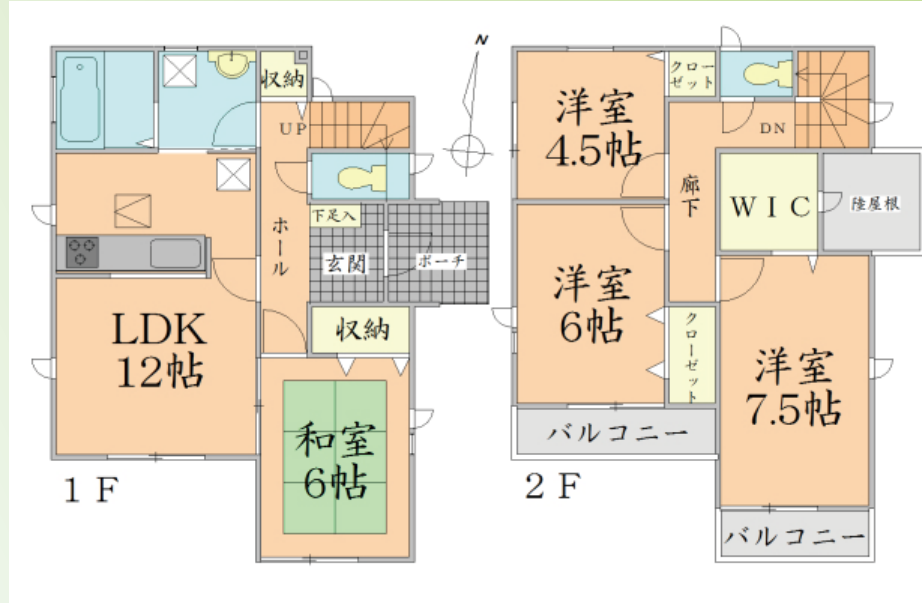 収納
UP
下足入
ホール
玄関
ポーチ
収納
LDK
12帖
和室
6帖
1F
N
洋室
4.5帖
クロー
ゼット
DN
廊下
WIC
陸屋根
洋室
6帖
クローゼット
洋室
7.5帖
バルコニー
2F
バルコニー